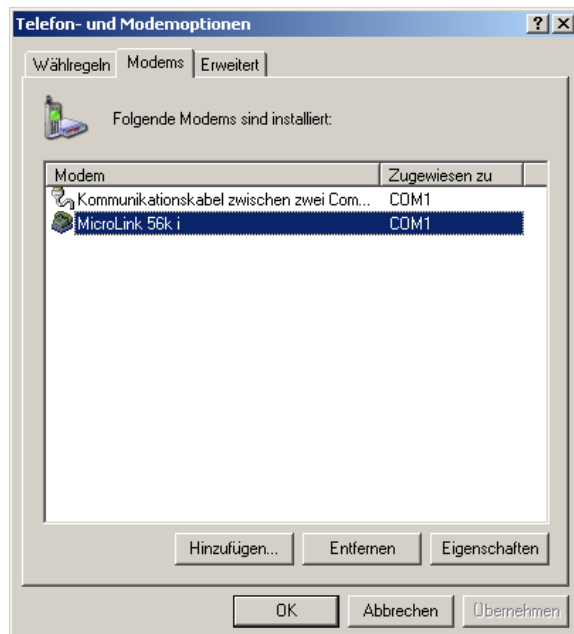 Telefon- und Modemoptionen
Wählregeln Modems Erweitert
Folgende Modems sind installiert:
Modem Zugewiesen zu
Kommunikationskabel zwischen zwei Com... COM1
MicroLink 56k i COM1
Hinzufügen... Entfernen Eigenschaften
OK Abbrechen Übernehmen